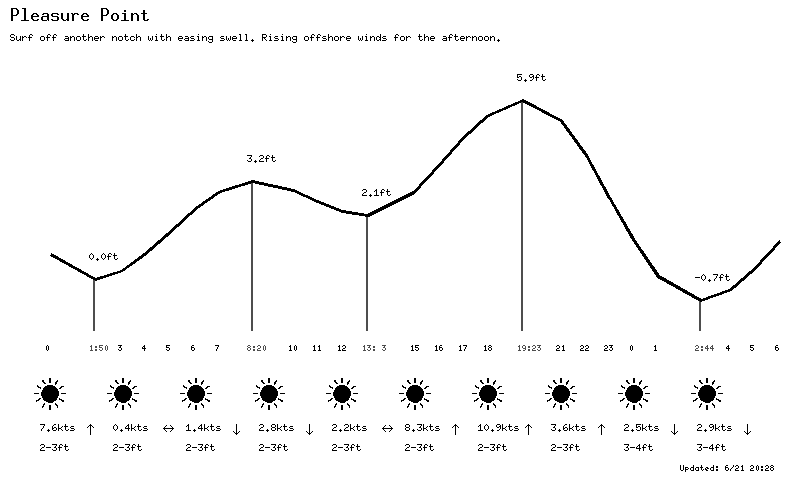 Pleasure Point
Surf off another notch with easing swell. Rising offshore winds for the afternoon.
5.9ft
3.2ft
2.1ft
0.0ft
-0.7ft
0 1:50 3 4 5 6 7 8:20 10 11 12 13: 3 15 16 17 18 19:23 21 22 23 0 1 2:44 4 5 6
7.6kts ↑ 0.4kts ↔ 1.4kts ↓ 2.8kts ↓ 2.2kts ↔ 8.3kts ↑ 10.9kts ↑ 3.6kts ↑ 2.5kts ↓ 2.9kts ↓
2-3ft 2-3ft 2-3ft 2-3ft 2-3ft 2-3ft 2-3ft 2-3ft 3-4ft 3-4ft
Updated: 6/21 20:28